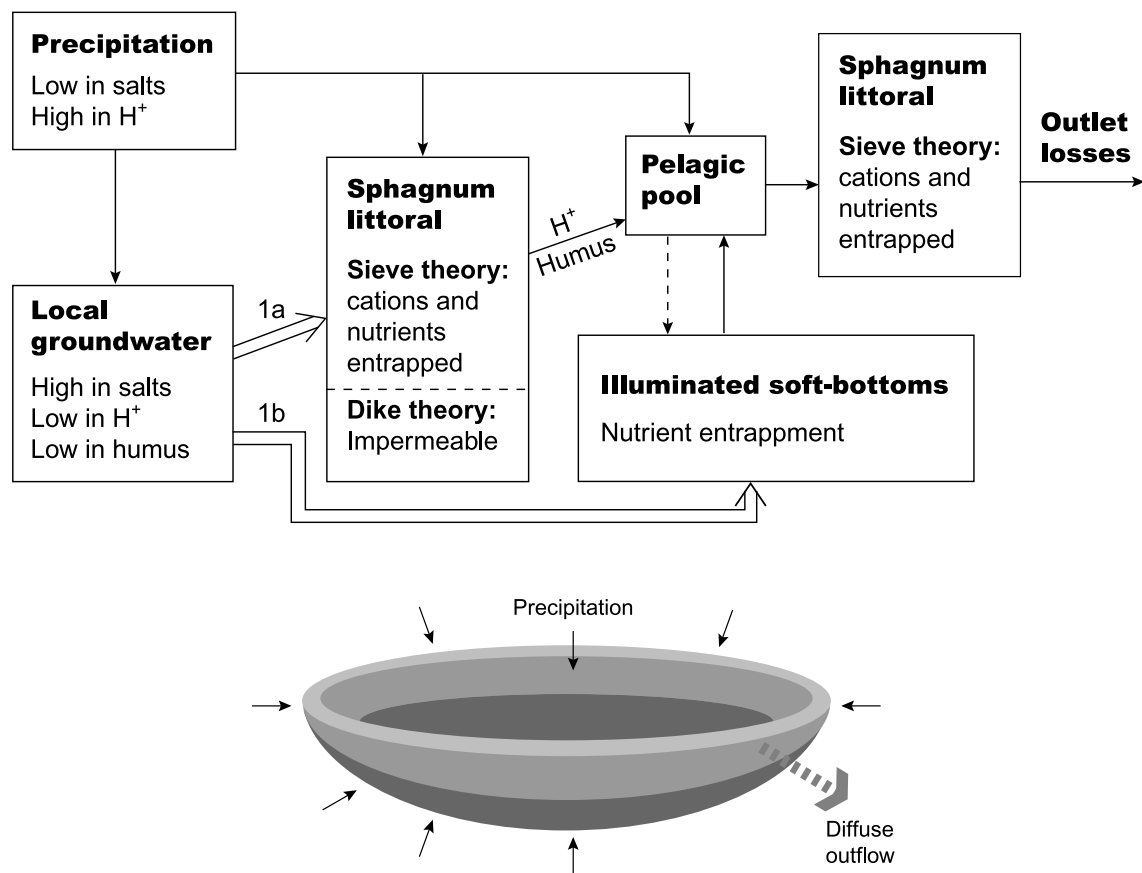 Precipitation
Low in salts
High in H⁺
Local
groundwater
High in salts
Low in H⁺
Low in humus
1a
1b
Sphagnum
littoral
Sieve theory:
cations and
nutrients
entrapped
Dike theory:
Impermeable
H⁺
Humus
Pelagic
pool
Illuminated soft-bottoms
Nutrient entrappment
Sphagnum
littoral
Sieve theory:
cations and
nutrients
entrapped
Outlet
losses
Precipitation
Diffuse
outflow